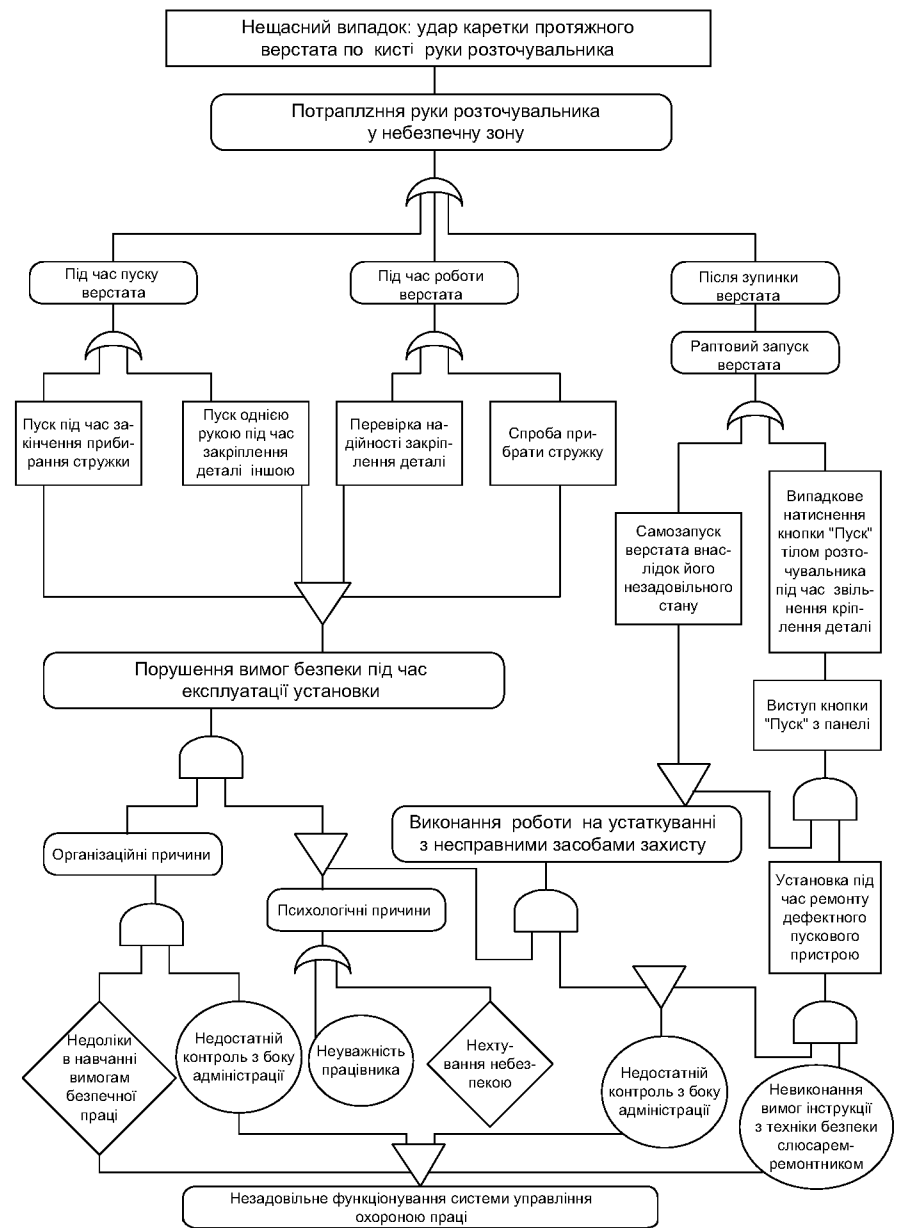 Нещасний випадок: удар каретки протяжного
верстата по кисті руки розточувальника
Потраплzння руки розточувальника
у небезпечну зону
Під час пуску
верстата
Під час роботи
верстата
Після зупинки
верстата
Раптовий запуск
верстата
Пуск під час за-
кінчення приби-
рання стружки
Пуск однією
рукою під час
закріплення
деталі іншою
Перевірка на-
дійності закріп-
лення деталі
Спроба при-
брати стружку
Самозапуск
верстата внас-
лідок його
незадовільного
стану
Випадкове
натиснення
кнопки "Пуск"
тілом розто-
чувальника
під час звіль-
нення кріп-
лення деталі
Порушення вимог безпеки під час
експлуатації установки
Виступ кнопки
"Пуск" з панелі
Організаційні причини
Виконання роботи на устаткуванні
з несправними засобами захисту
Психологічні причини
Установка під
час ремонту
дефектного
пускового
пристрою
Недоліки
в навчанні
вимогам
безпечної
праці
Недостатній
контроль з боку
адміністрації
Неуважність
працівника
Нехту-
вання небез-
пекою
Недостатній
контроль з боку
адміністрації
Невиконання
вимог інструкції
з техніки безпеки
слюсарем-
ремонтником
Незадовільне функціонування системи управління
охороною праці